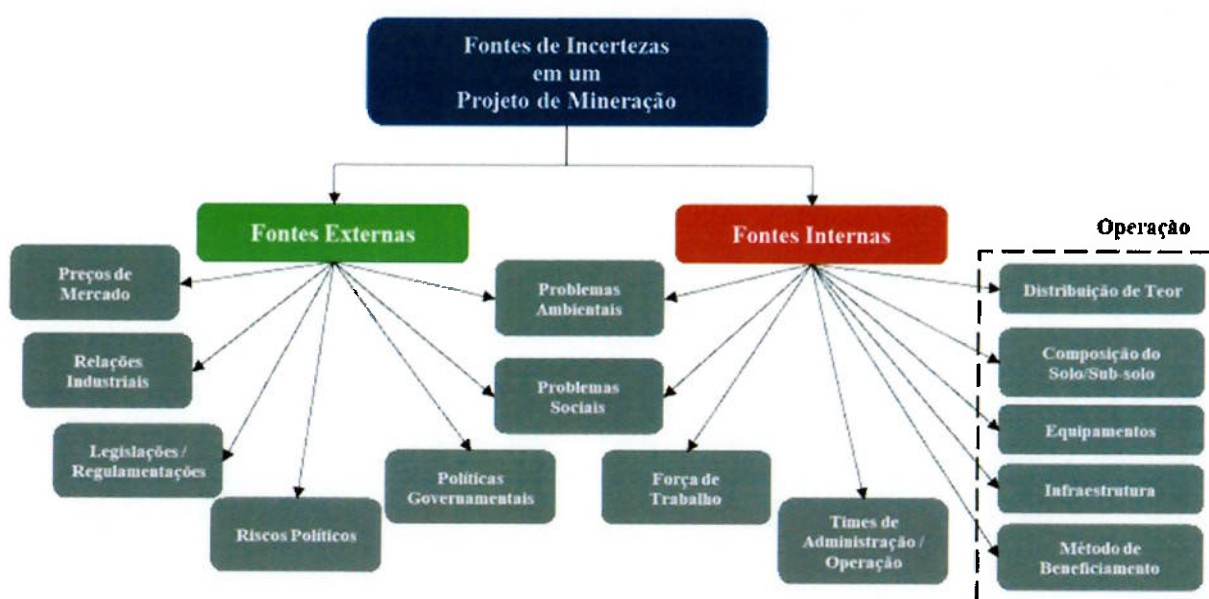 Fontes de Incertezas
em um
Projeto de Mineração
Fontes Externas
Fontes Internas
Operação
Preços de
Mercado
Relações
Industriais
Legislações /
Regulamentações
Riscos Políticos
Políticas
Governamentais
Problemas
Ambientais
Problemas
Sociais
Força de
Trabalho
Times de
Administração /
Operação
Distribuição de Teor
Composição do
Solo/Sub-solo
Equipamentos
Infraestrutura
Método de
Beneficiamento